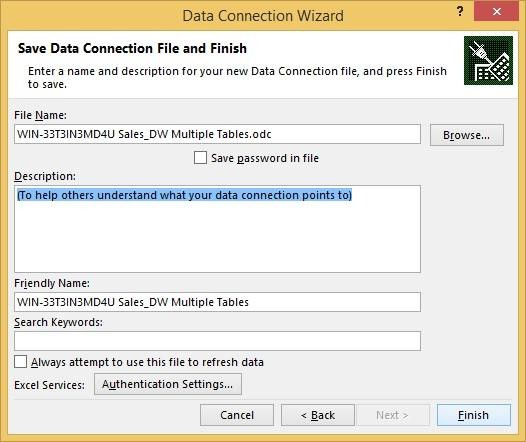 Data Connection Wizard
? ×
Save Data Connection File and Finish
Enter a name and description for your new Data Connection file, and press Finish
to save.
File Name:
WIN-33T3IN3MD4U Sales_DW Multiple Tables.odc
Browse...
Save password in file
Description:
(To help others understand what your data connection points to)
Friendly Name:
WIN-33T3IN3MD4U Sales_DW Multiple Tables
Search Keywords:
Always attempt to use this file to refresh data
Excel Services: Authentication Settings...
Cancel < Back Next > Finish